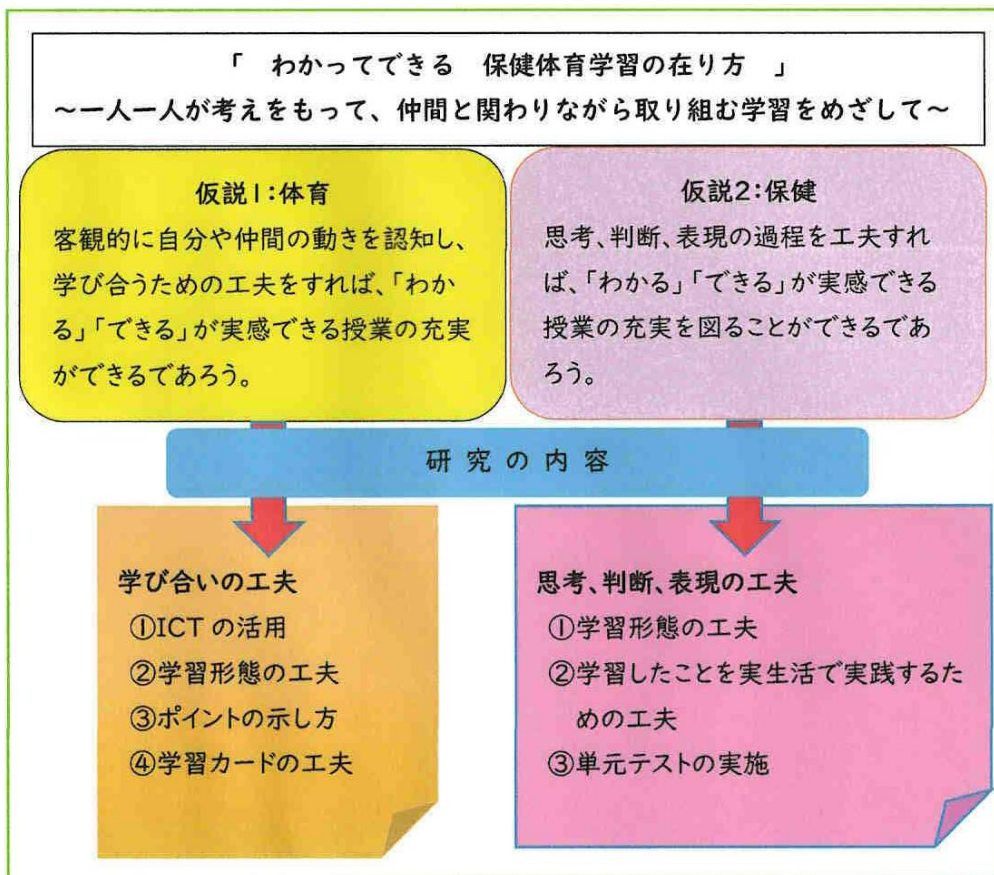 「 わかってできる 保健体育学習の在り方 」
～一人一人が考えをもって、仲間と関わりながら取り組む学習をめざして～
仮説1：体育
客観的に自分や仲間の動きを認知し、
学び合うための工夫をすれば、「わか
る」「できる」が実感できる授業の充実
ができるであろう。
仮説2：保健
思考、判断、表現の過程を工夫すれ
ば、「わかる」「できる」が実感できる
授業の充実を図ることができるであ
ろう。
研究の内容
学び合いの工夫
①ICT の活用
②学習形態の工夫
③ポイントの示し方
④学習カードの工夫
思考、判断、表現の工夫
①学習形態の工夫
②学習したことを実生活で実践するた
めの工夫
③単元テストの実施